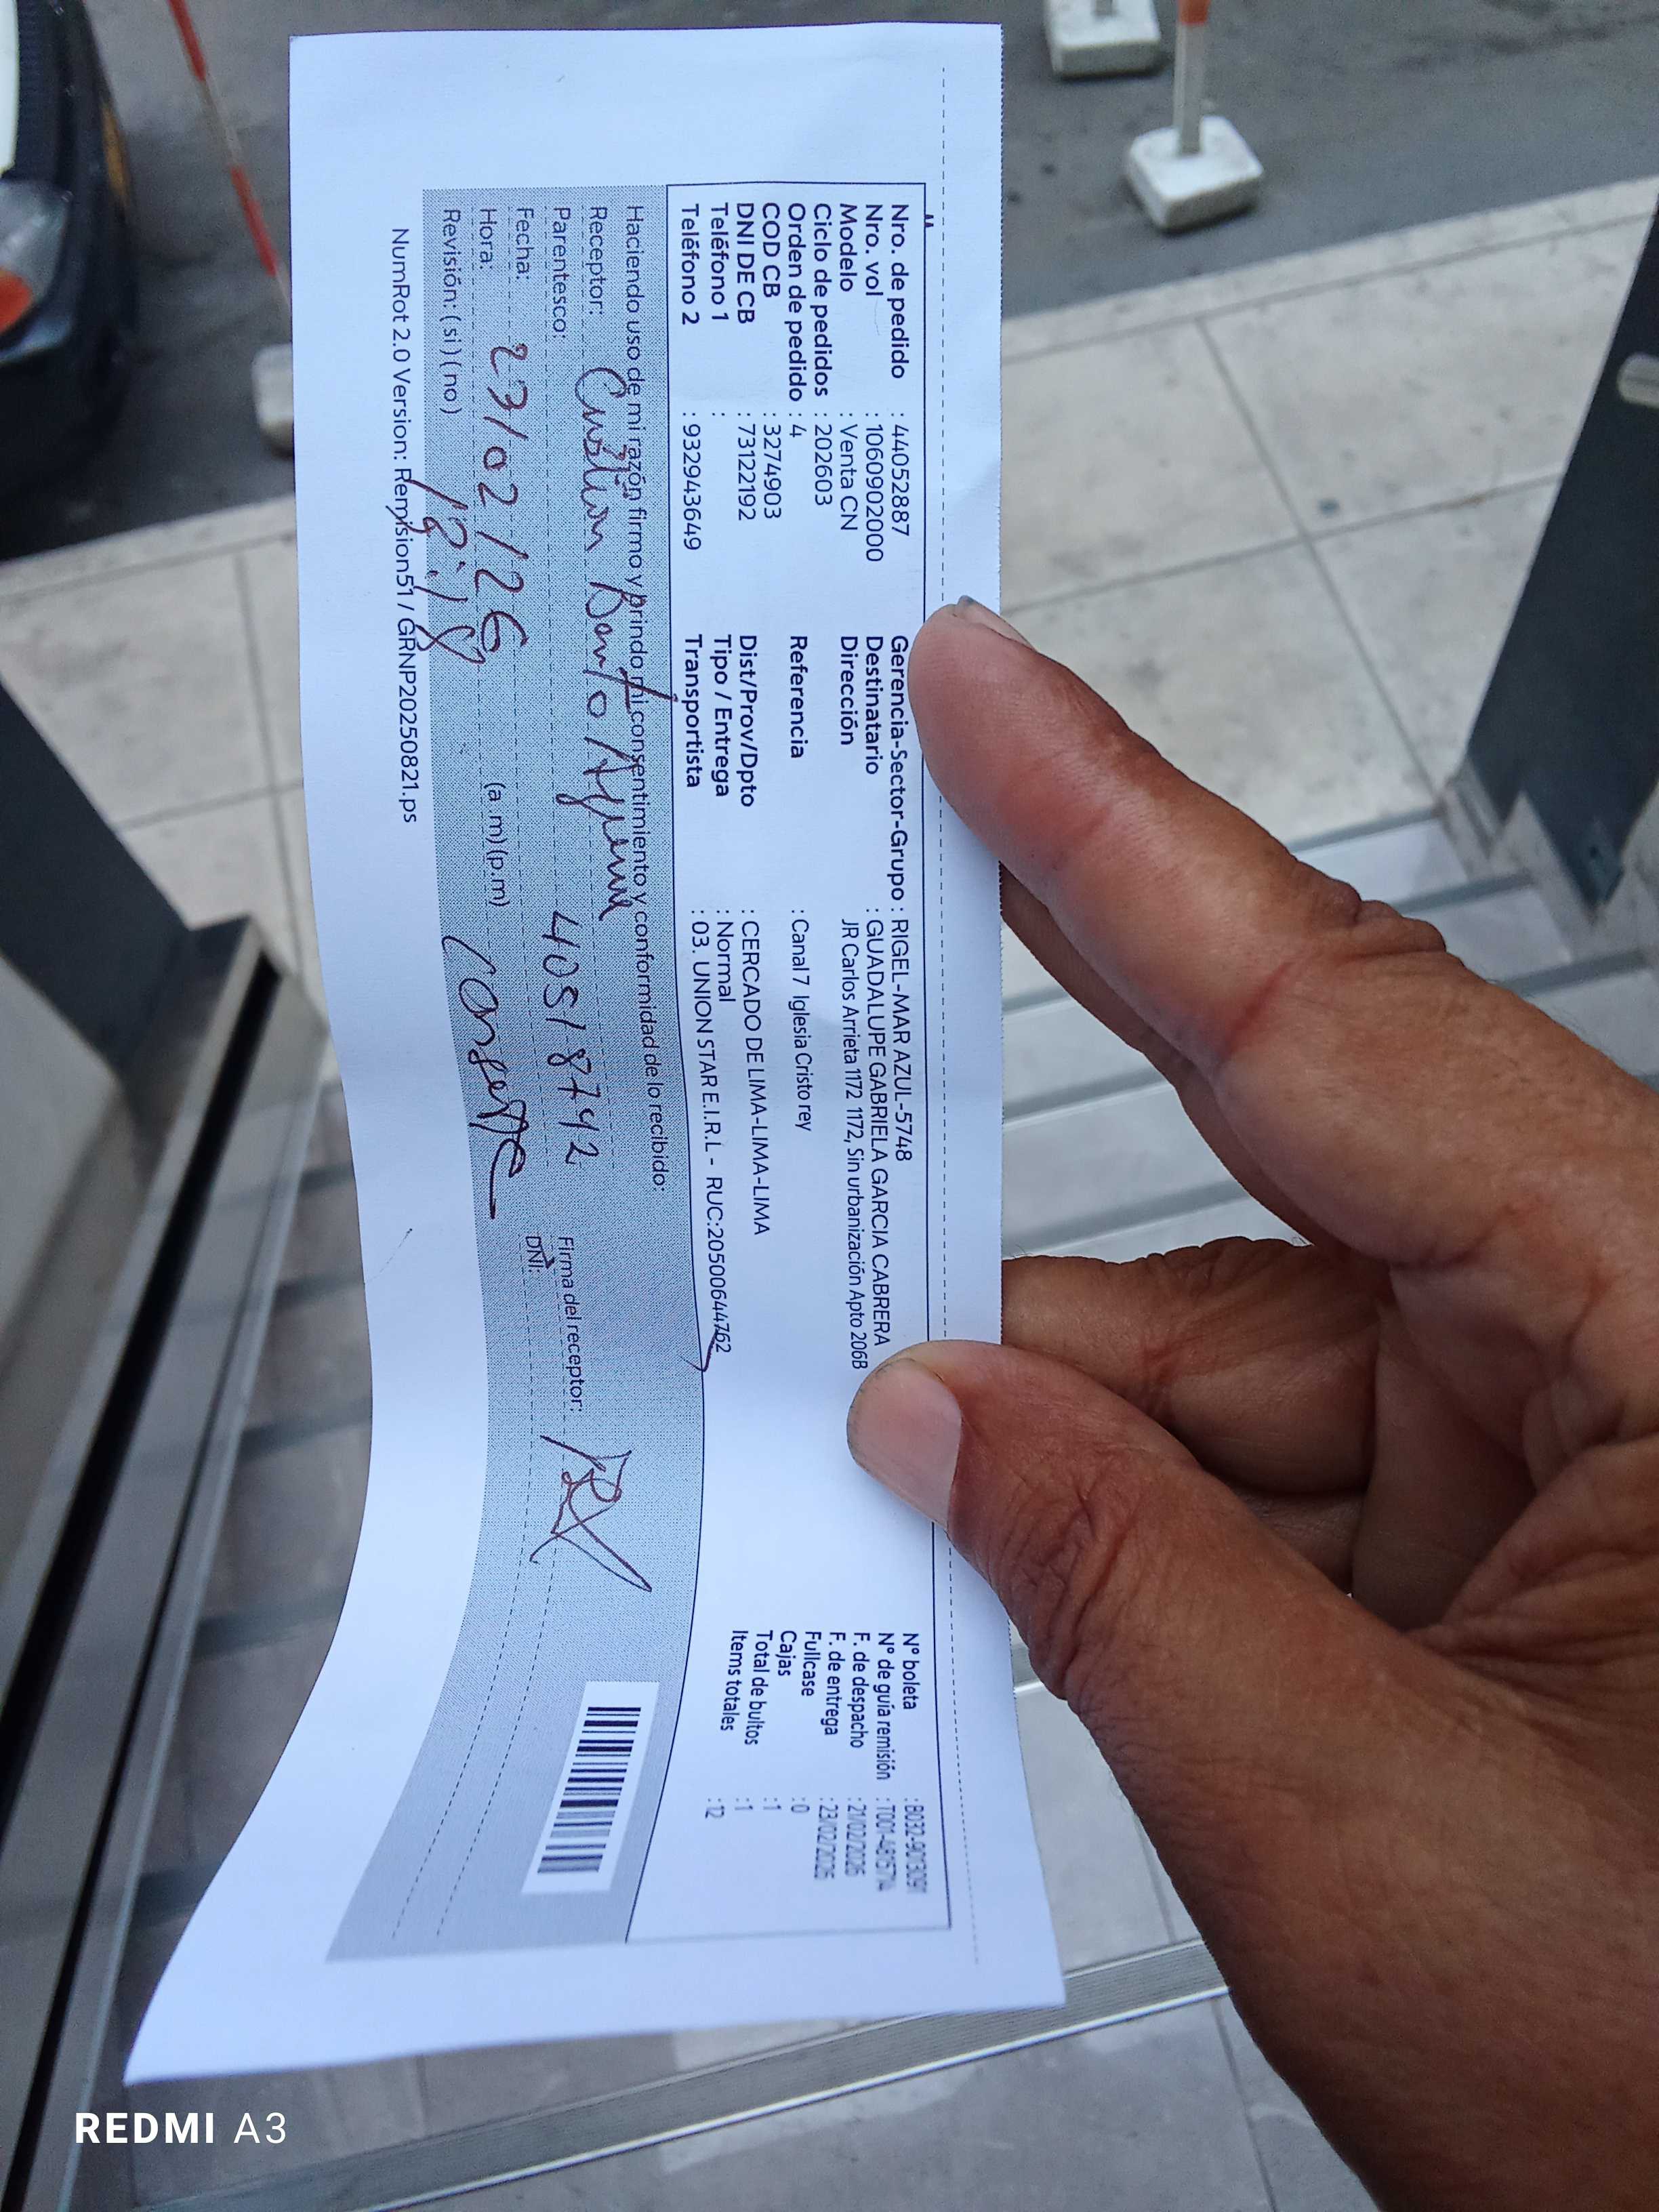 Nro. de pedido : 44052887
Nro. vol : 1060902000
Modelo : Venta CN
Ciclo de pedidos : 202603
Orden de pedido : 4
COD CB : 3274903
DNI DE CB : 73122192
Teléfono 1 :
Teléfono 2 : 932943649
Gerencia-Sector-Grupo : RIGEL-MAR AZUL-5748
Destinatario : GUADALUPE GABRIELA GARCIA CABRERA
Dirección JR Carlos Arrieta 1172 1172, Sin urbanización Apto 206B
Referencia : Canal 7 Iglesia Cristo rey
Dist/Prov/Dpto : CERCADO DE LIMA-LIMA-LIMA
Tipo / Entrega : Normal
Transportista : 03. UNION STAR E.I.R.L - RUC:20500644762
N° boleta : B032-9013091
N° de guía remisión : T001-
F. de despacho : 21/02/2026
F. de entrega : 23/02/2026
Fullcase : 0
Cajas : 1
Total de bultos : 1
Items totales : 12
Haciendo uso de mi razón firmo y brindo mi consentimiento y conformidad de lo recibido:
Receptor:
Parentesco: 40518742
Firma del receptor:
Fecha: 23/02/26
DNI:
Hora: 18:18 (a.m)(p.m)
Revisión: ( si ) ( no )
NumRot 2.0 Version: Remision51 / GRNP20250821.ps
REDMI A3